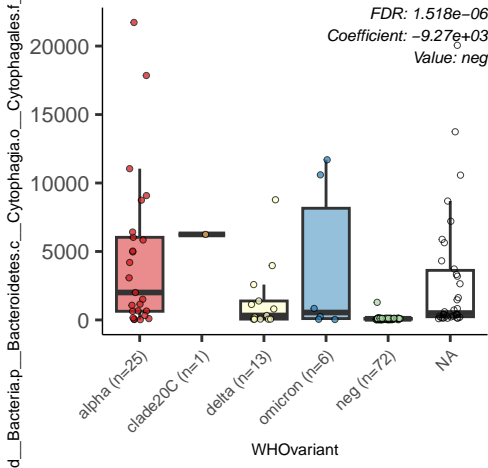 d__Bacteria.p__Bacteroidetes.c__Cytophagia.o__Cytophagales.f_
FDR: 1.518e−06
Coefficient: −9.27e+03
Value: neg
20000
15000
10000
5000
0
alpha (n=25)
clade20C (n=1)
delta (n=13)
omicron (n=6)
neg (n=72)
NA
WHOvariant